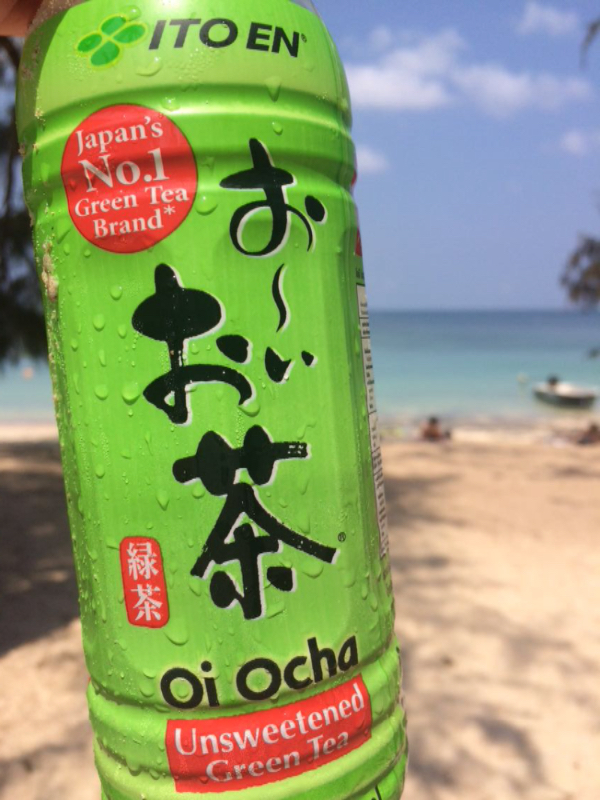 ITO EN®
Japan's
No.1
Green Tea
Brand*
お～い
お茶®
緑茶
Oi Ocha
Unsweetened
Green Tea